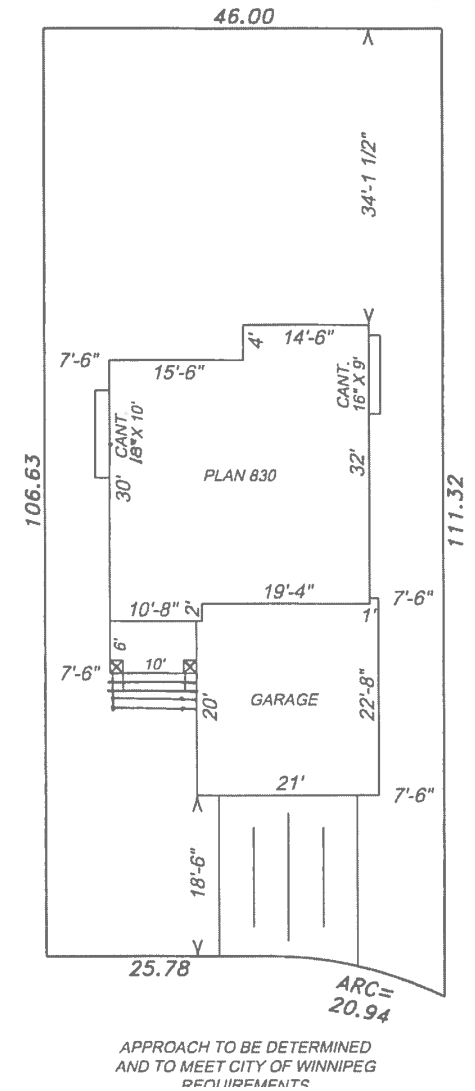 46.00
34'-1 1/2"
14'-6"
4'
7'-6"
15'-6"
CANT.
16" X 9'
CANT.
18" X 10'
PLAN 830
32'
30'
106.63
111.32
19'-4"
7'-6"
10'-8"
2'
1'
6'
10'
7'-6"
20'
GARAGE
22'-8"
21'
7'-6"
18'-6"
25.78
ARC=
20.94
APPROACH TO BE DETERMINED
AND TO MEET CITY OF WINNIPEG
REQUIREMENTS